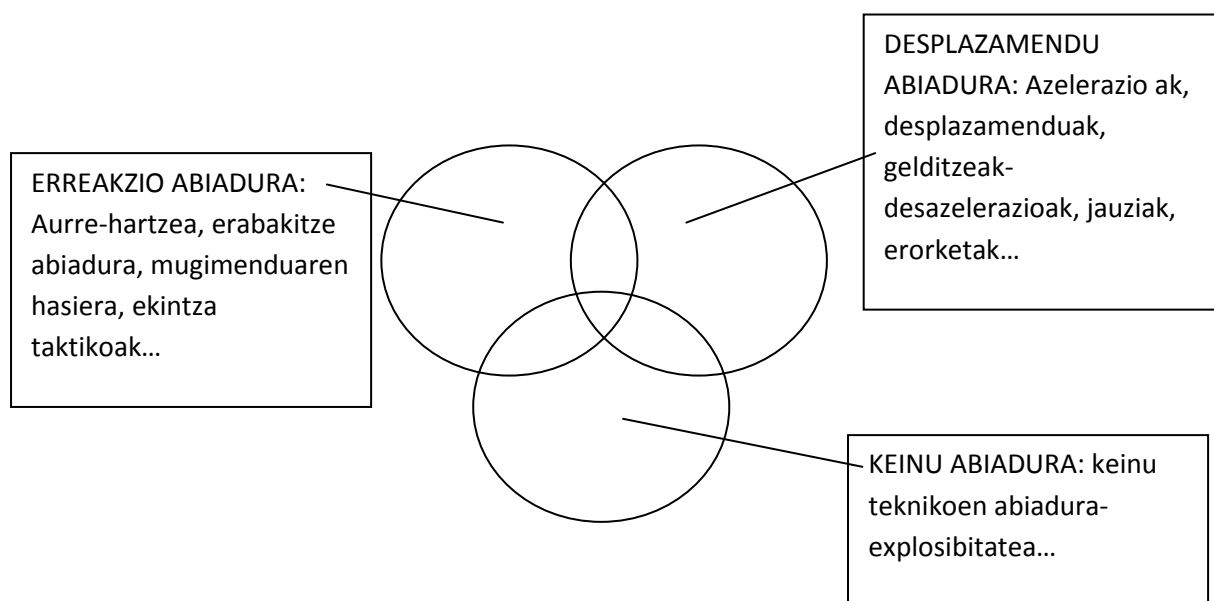 ERREAKZIO ABIADURA:
Aurre-hartzea, erabakitze
abiadura, mugimenduaren
hasiera, ekintza
taktikoak…
DESPLAZAMENDU
ABIADURA: Azelerazio ak,
desplazamenduak,
gelditzeak-
desazelerazioak, jauziak,
erorketak…
KEINU ABIADURA: keinu
teknikoen abiadura-
explosibitatea…